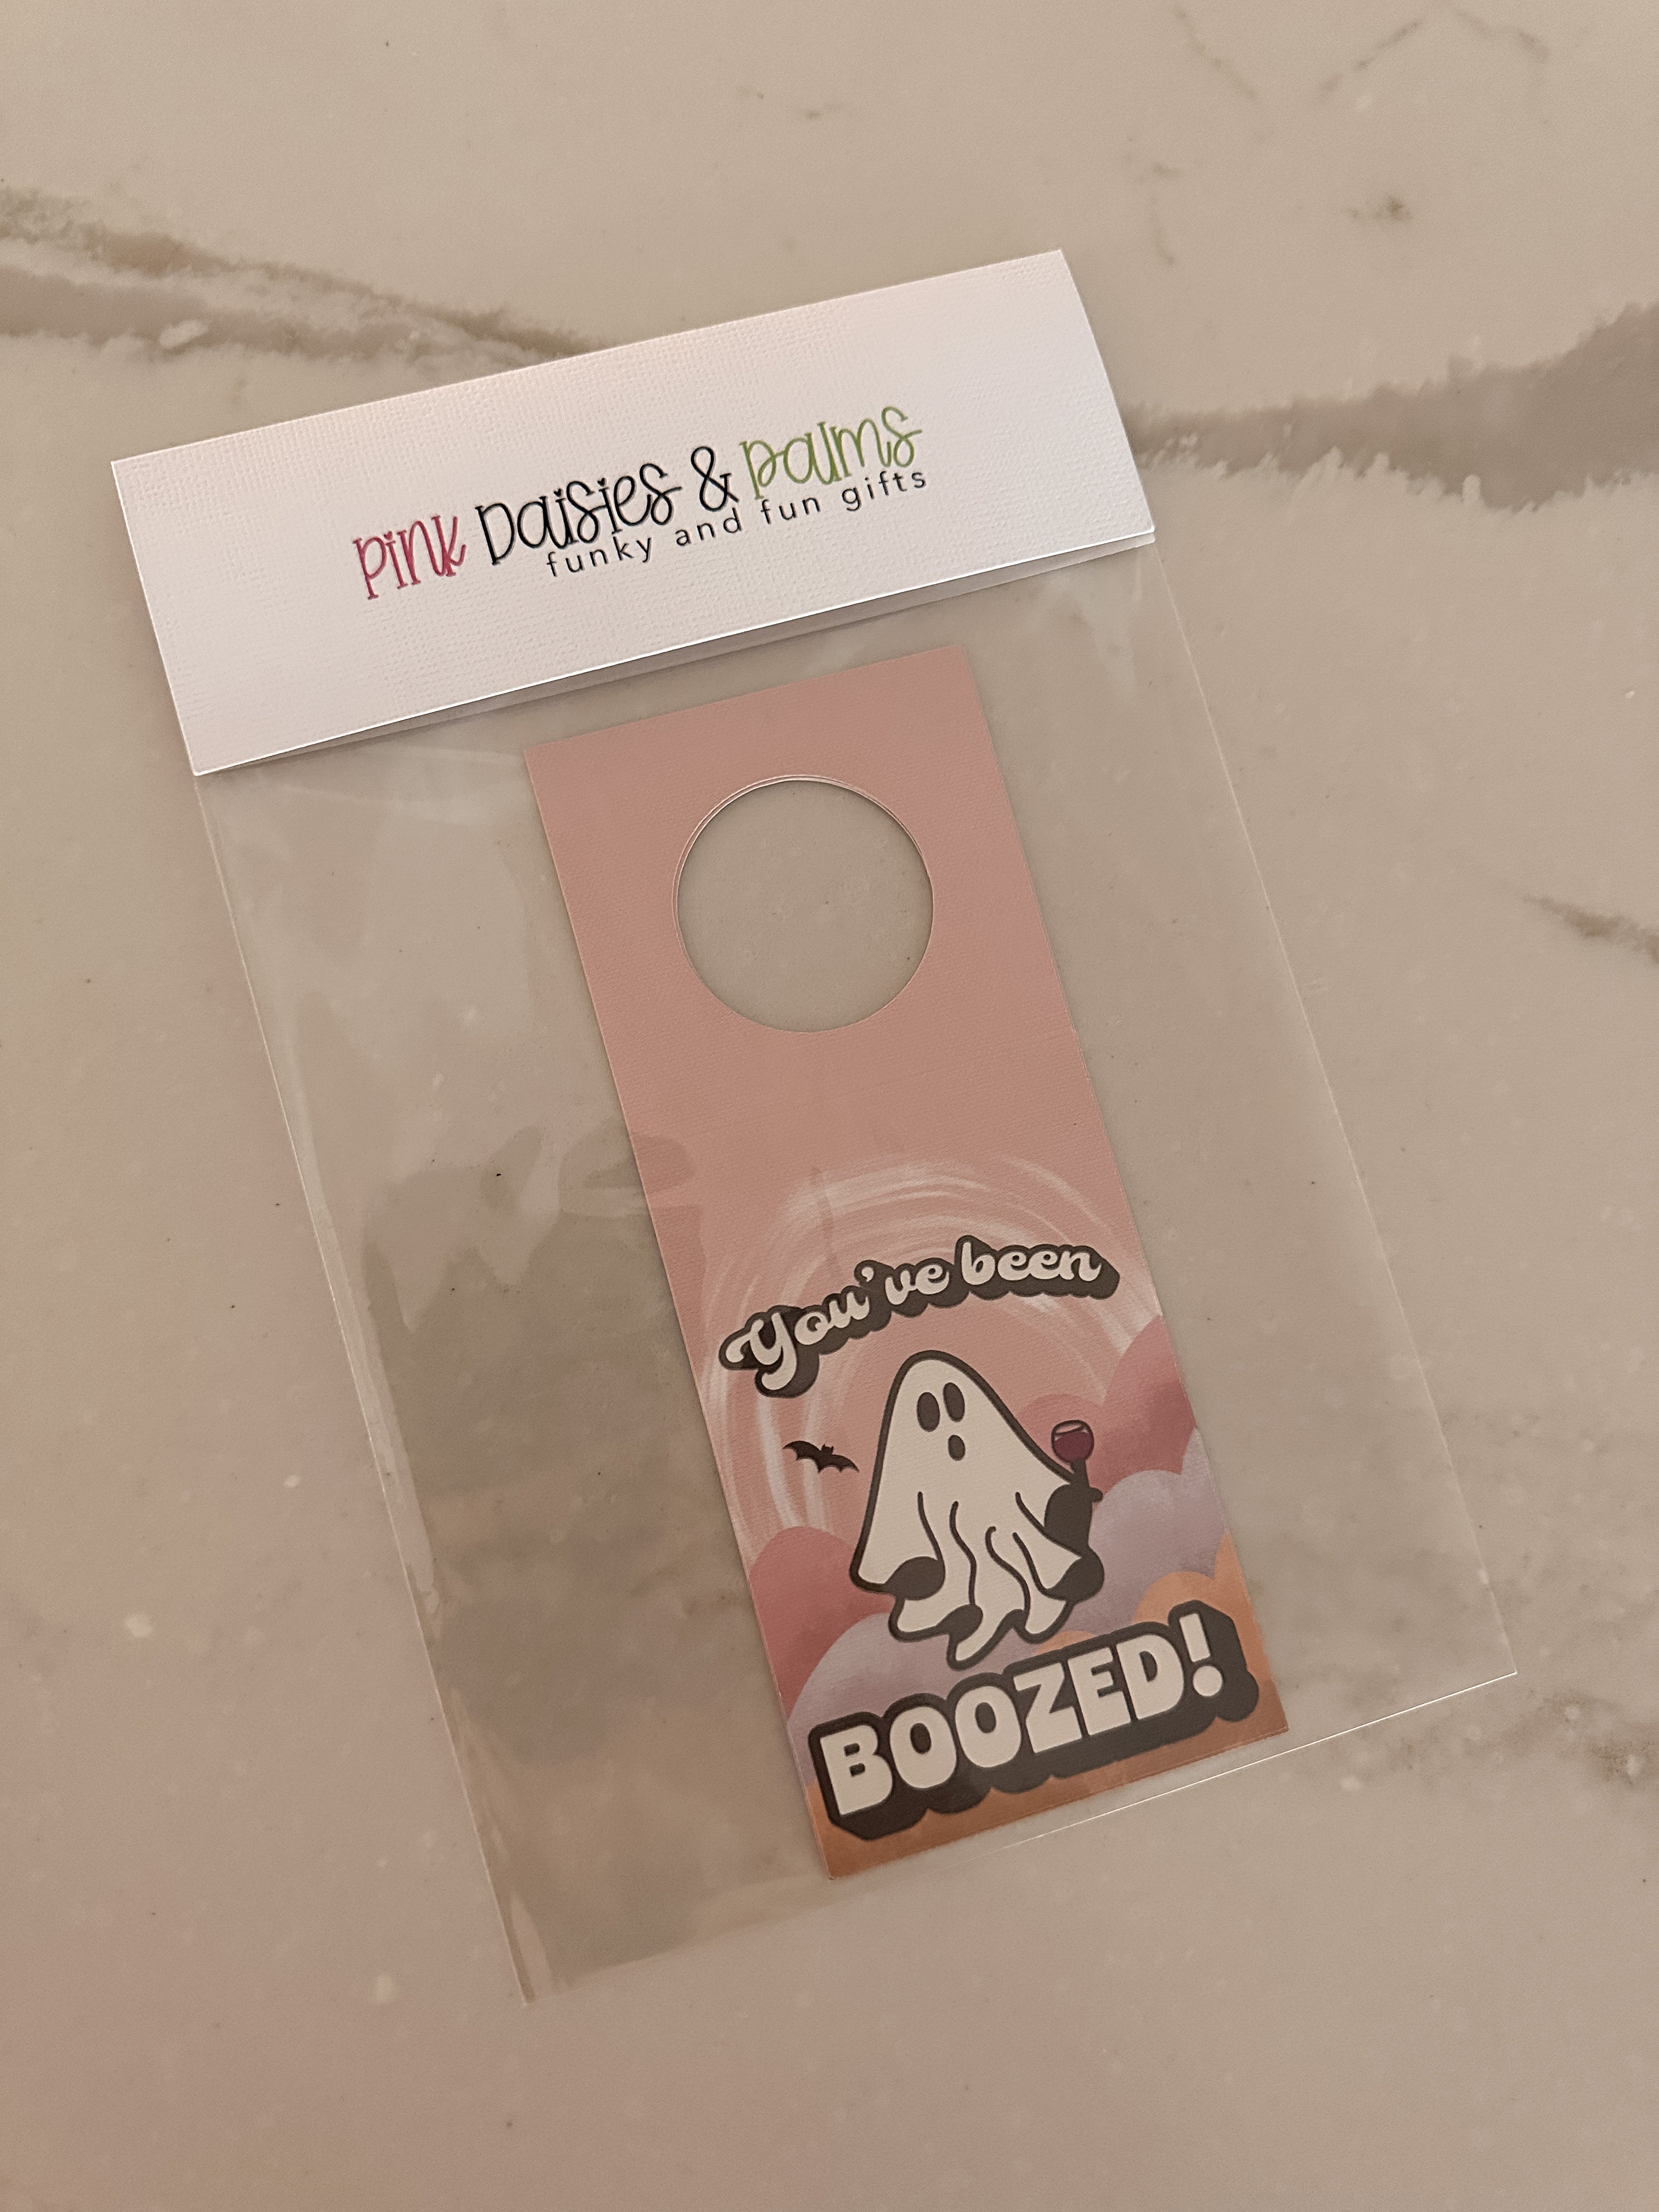 Pink Daisies & Palms
funky and fun gifts
You've been
BOOZED!